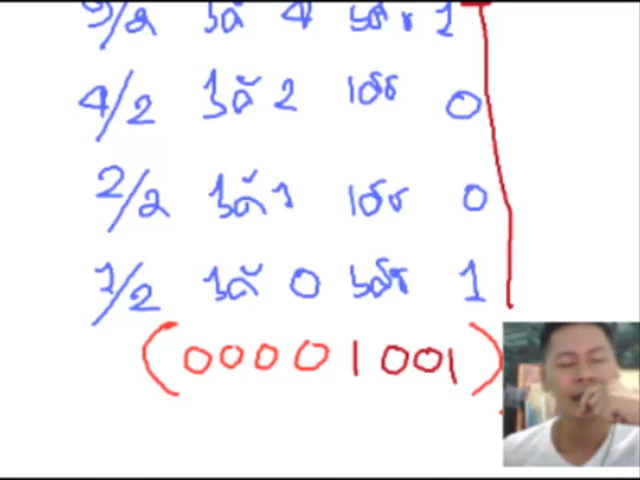 9/2 ได้ 4 เศษ 1
4/2 ได้ 2 เศษ 0
2/2 ได้ 1 เศษ 0
1/2 ได้ 0 เศษ 1
(00001001)